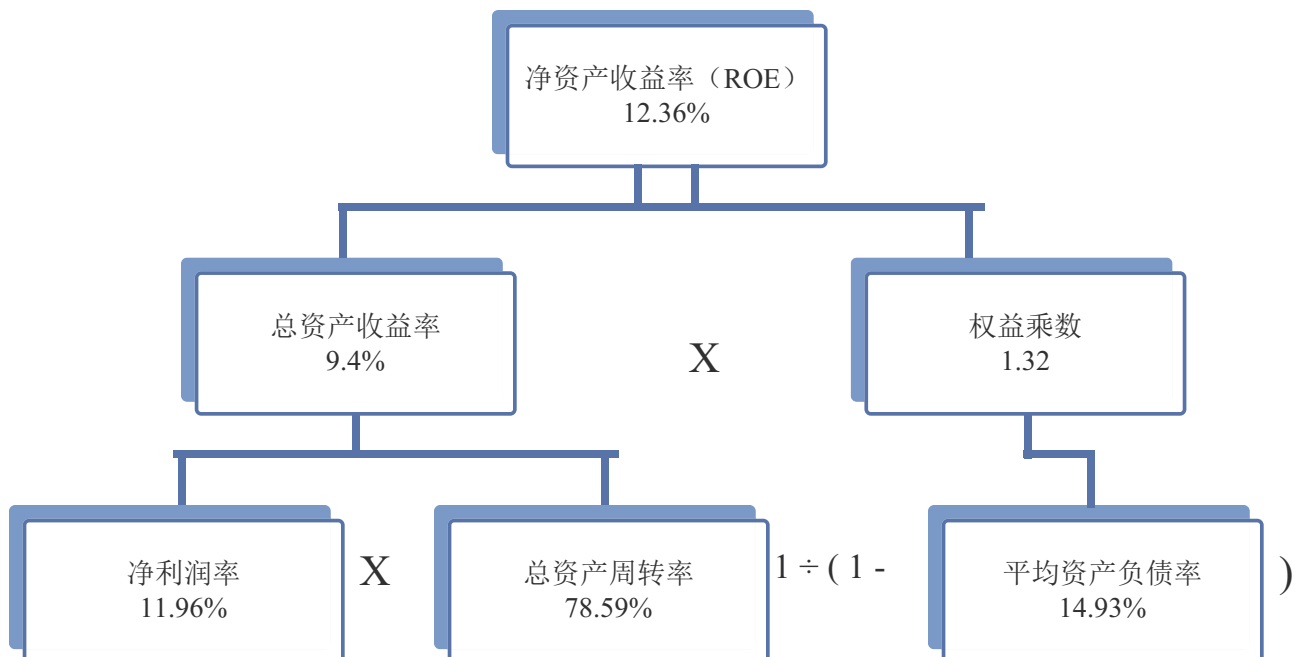 净资产收益率（ROE）
12.36%
总资产收益率
9.4%
X
权益乘数
1.32
净利润率
11.96%
X
总资产周转率
78.59%
1 ÷ ( 1 -
平均资产负债率
14.93%
)